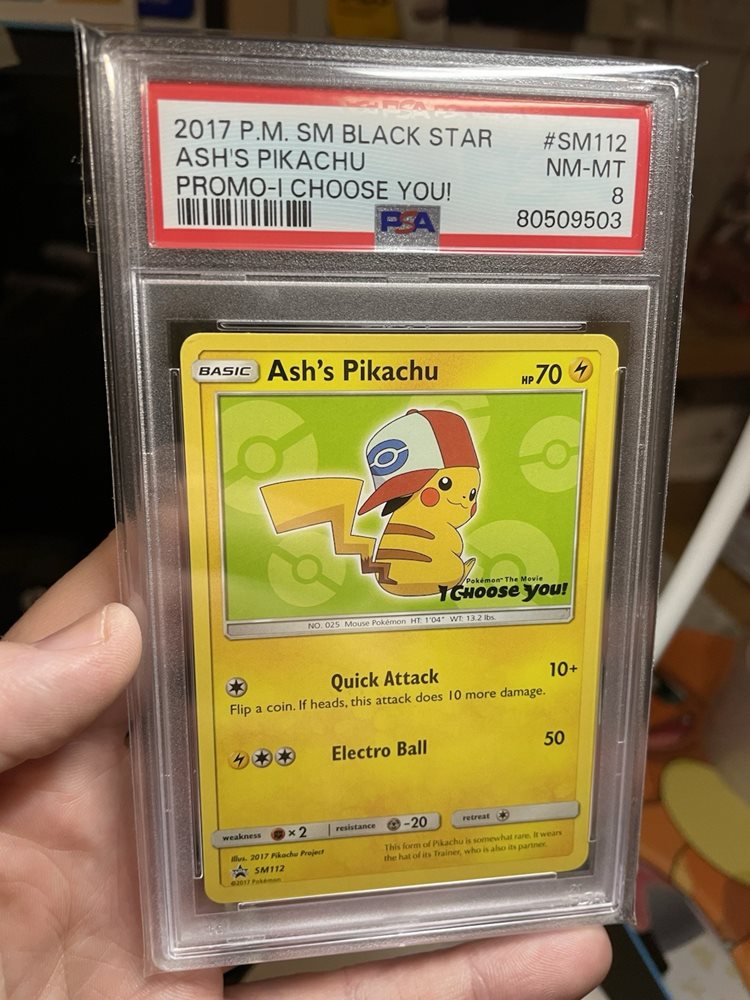 2017 P.M. SM BLACK STAR #SM112
ASH'S PIKACHU NM-MT
PROMO-I CHOOSE YOU! 8
PSA 80509503
BASIC Ash's Pikachu HP 70
Pokémon The Movie
I Choose you!
NO. 025 Mouse Pokémon HT: 1'04" WT: 13.2 lbs.
Quick Attack 10+
Flip a coin. If heads, this attack does 10 more damage.
Electro Ball 50
weakness ×2 resistance -20 retreat
Illus. 2017 Pikachu Project
This form of Pikachu is somewhat rare. It wears
the hat of its Trainer, who is also its partner.
SM112
©2017 Pokémon